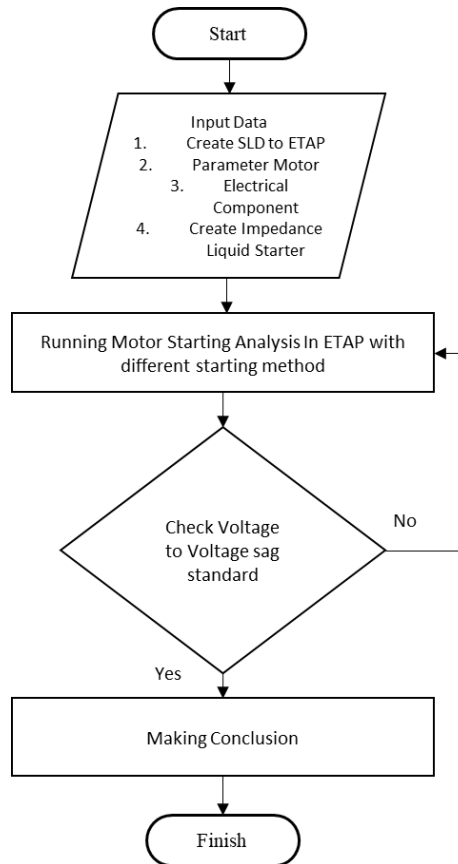 Start
Input Data
1. Create SLD to ETAP
2. Parameter Motor
3. Electrical
Component
4. Create Impedance
Liquid Starter
Running Motor Starting Analysis In ETAP with
different starting method
Check Voltage
to Voltage sag
standard
No
Yes
Making Conclusion
Finish